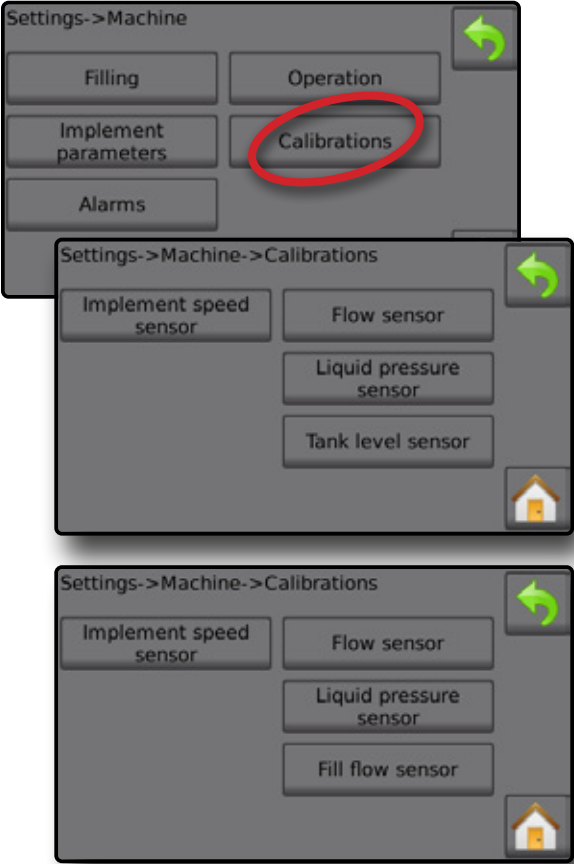 Settings->Machine
Filling
Operation
Implement
parameters
Calibrations
Alarms
Settings->Machine->Calibrations
Implement speed
sensor
Flow sensor
Liquid pressure
sensor
Tank level sensor
Settings->Machine->Calibrations
Implement speed
sensor
Flow sensor
Liquid pressure
sensor
Fill flow sensor